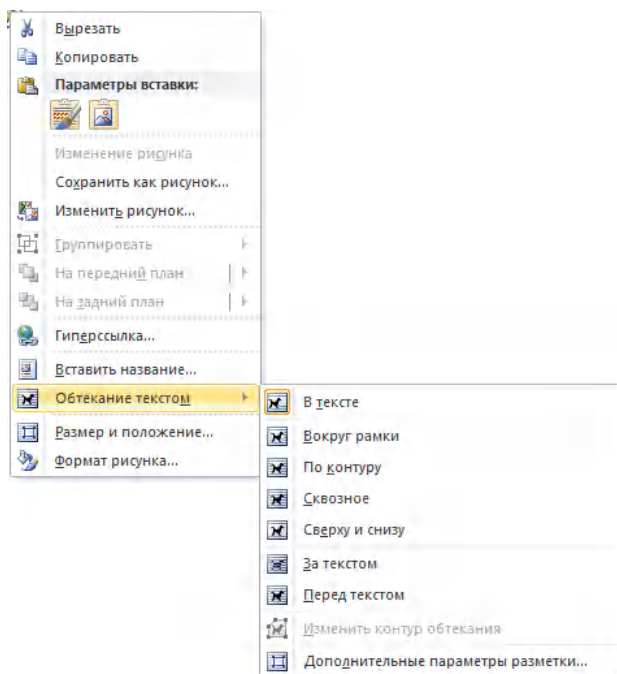 Вырезать
Копировать
Параметры вставки:
Изменение рисунка
Сохранить как рисунок...
Изменить рисунок...
Группировать
На передний план
На задний план
Гиперссылка...
Вставить название...
Обтекание текстом
Размер и положение...
Формат рисунка...
В тексте
Вокруг рамки
По контуру
Сквозное
Сверху и снизу
За текстом
Перед текстом
Изменить контур обтекания
Дополнительные параметры разметки...